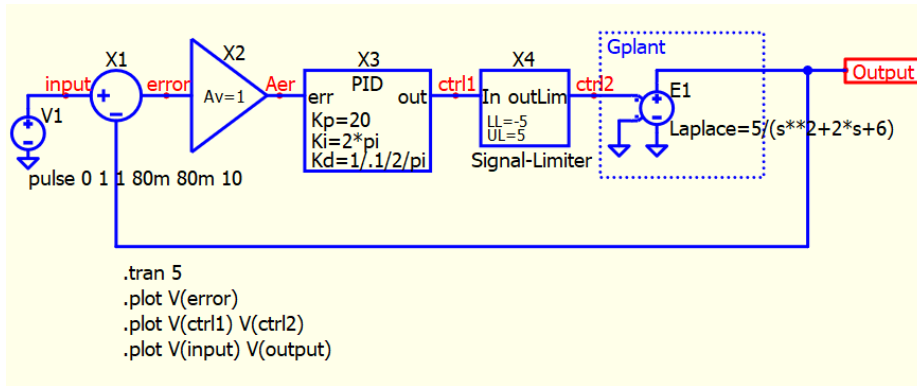 Gplant
X1
X2
X3
X4
input
error
Aer
PID
ctrl1
ctrl2
Output
+
−
Av=1
err
out
In outLim
E1
V1
Kp=20
Ki=2*pi
Kd=1/.1/2/pi
LL=-5
UL=5
Laplace=5/(s**2+2*s+6)
Signal-Limiter
pulse 0 1 1 80m 80m 10
.tran 5
.plot V(error)
.plot V(ctrl1) V(ctrl2)
.plot V(input) V(output)